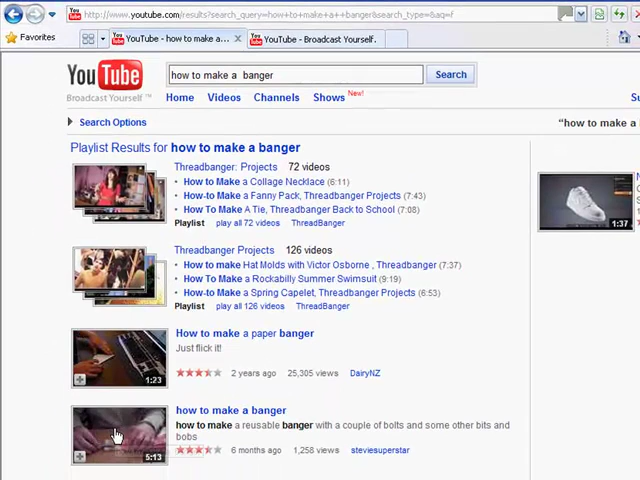 http://www.youtube.com/results?search_query=how+to+make+a++banger&search_type=&aq=f
Favorites
YouTube - how to make a...
YouTube - Broadcast Yourself.
YouTube
Broadcast Yourself ™
how to make a  banger
Search
Home
Videos
Channels
Shows
New!
Su
Search Options
"how to make a
Playlist Results for how to make a banger
Threadbanger: Projects 72 videos
• How to Make a Collage Necklace (6:11)
• How-to Make a Fanny Pack, Threadbanger Projects (7:43)
• How To Make A Tie, Threadbanger Back to School (7:08)
Playlist play all 72 videos ThreadBanger
1:37
Threadbanger Projects 126 videos
• How to make Hat Molds with Victor Osborne , Threadbanger (7:37)
• How To Make a Rockabilly Summer Swimsuit (9:19)
• How-to Make a Spring Capelet, Threadbanger Projects (6:53)
Playlist play all 126 videos ThreadBanger
How to make a paper banger
Just flick it!
1:23
2 years ago 25,305 views DairyNZ
how to make a banger
how to make a reusable banger with a couple of bolts and some other bits and
bobs
5:13
6 months ago 1,258 views steviesuperstar